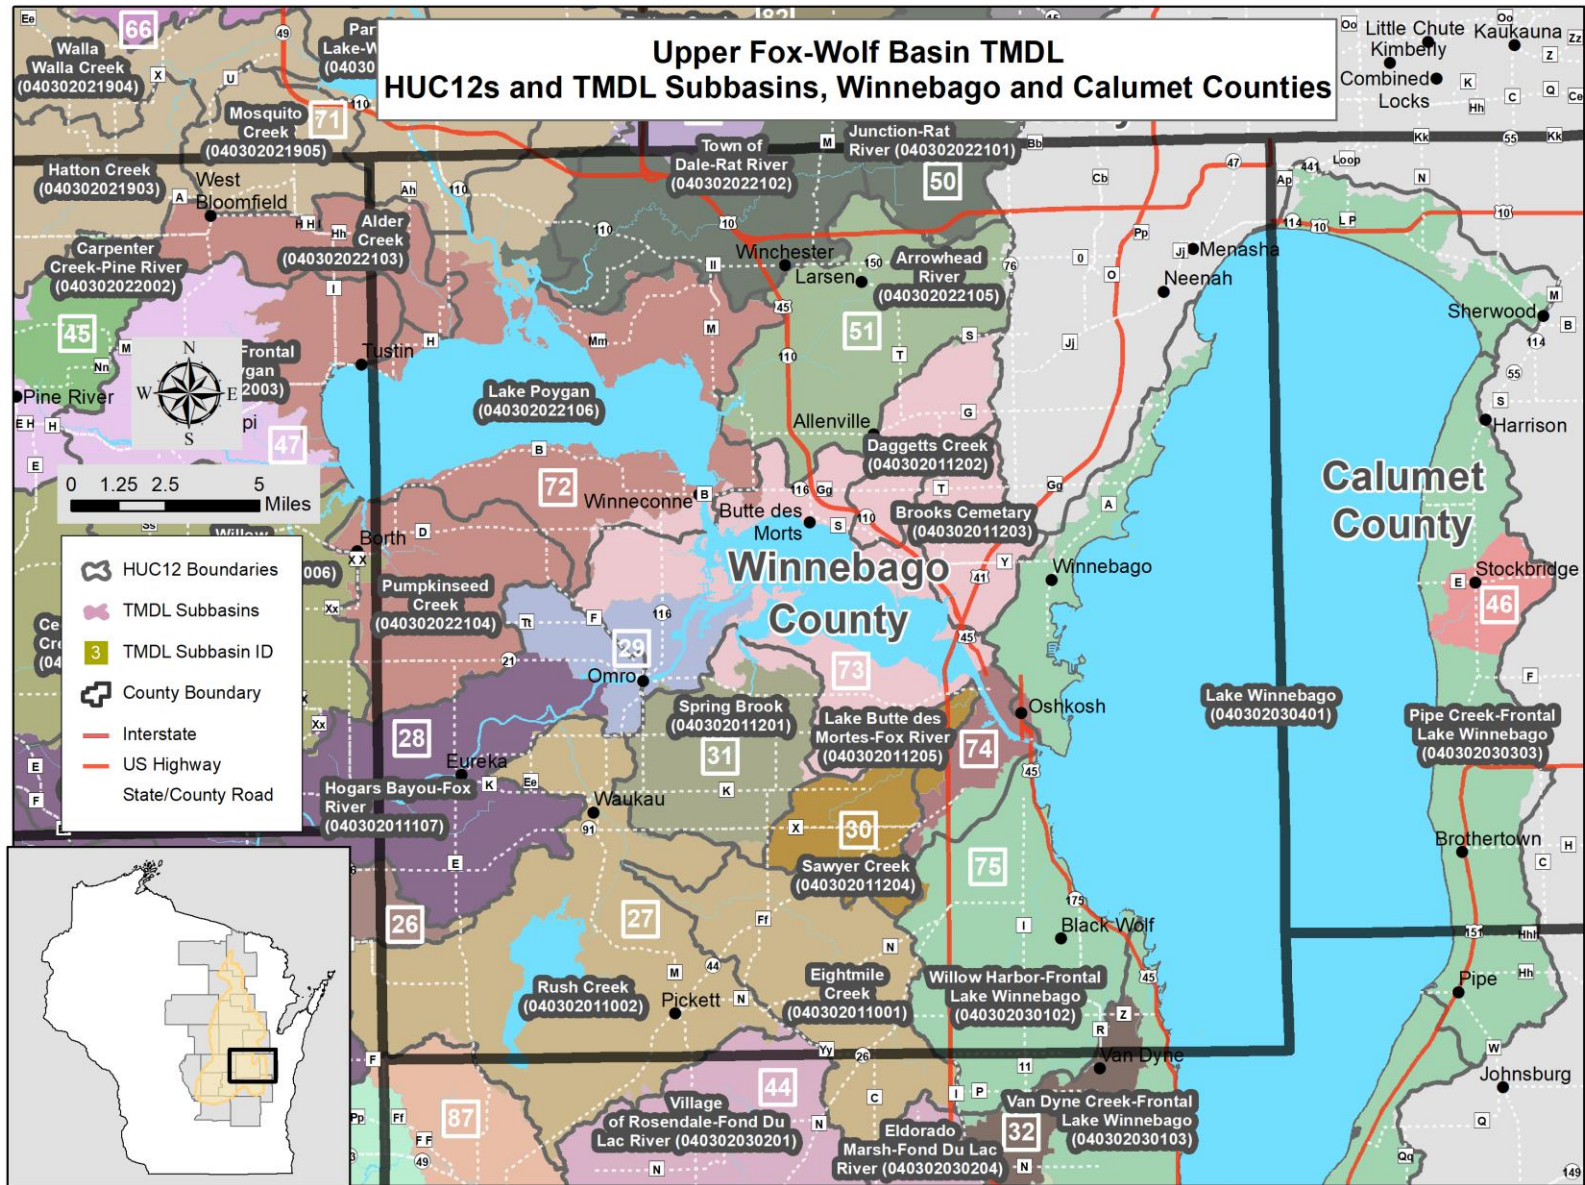 Upper Fox-Wolf Basin TMDL
HUC12s and TMDL Subbasins, Winnebago and Calumet Counties
66
Walla
Walla Creek
(040302021904)
Mosquito
Creek
(040302021905)
71
Hatton Creek
(040302021903)
West
Bloomfield
Alder
Creek
(040302022103)
Carpenter
Creek-Pine River
(040302022002)
Town of
Dale-Rat River
(040302022102)
Junction-Rat
River (040302022101)
50
Little Chute
Kaukauna
Kimberly
Combined
Locks
Winchester
Larsen
Arrowhead
River
(040302022105)
Menasha
Neenah
Sherwood
45
51
Tustin
Pine River
Lake Poygan
(040302022106)
Harrison
47
N
W
E
S
0 1.25 2.5 5
Miles
Allenville
Daggetts Creek
(040302011202)
72
Winneconne
Butte des
Morts
Brooks Cemetary
(040302011203)
Calumet
County
Borth
Winnebago
County
Winnebago
Stockbridge
46
Pumpkinseed
Creek
(040302022104)
HUC12 Boundaries
TMDL Subbasins
3
TMDL Subbasin ID
County Boundary
Interstate
US Highway
State/County Road
29
Omro
73
Spring Brook
(040302011201)
Lake Butte des
Mortes-Fox River
(040302011205)
Oshkosh
Lake Winnebago
(040302030401)
Pipe Creek-Frontal
Lake Winnebago
(040302030303)
28
31
74
Eureka
Hogars Bayou-Fox
River
(040302011107)
Waukau
30
Sawyer Creek
(040302011204)
75
Brothertown
26
27
Black Wolf
Rush Creek
(040302011002)
Pickett
Eightmile
Creek
(040302011001)
Willow Harbor-Frontal
Lake Winnebago
(040302030102)
Pipe
Van Dyne
Johnsburg
44
87
Village
of Rosendale-Fond Du
Lac River (040302030201)
Eldorado
Marsh-Fond Du Lac
River (040302030204)
32
Van Dyne Creek-Frontal
Lake Winnebago
(040302030103)